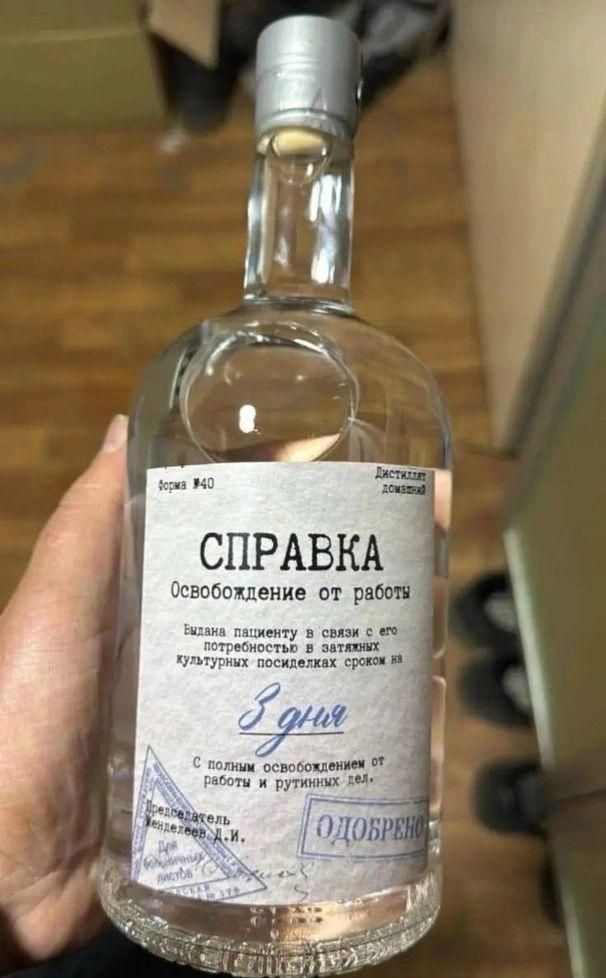 Форма №40
Дистиллят
домашний
СПРАВКА
Освобождение от работы
Выдана пациенту в связи с его
потребностью в затяжных
культурных посиделках сроком на
3 дня
С полным освобождением от
работы и рутинных дел.
Председатель
Менделеев Д.И.
Для
больничных
листов
ОДОБРЕНО